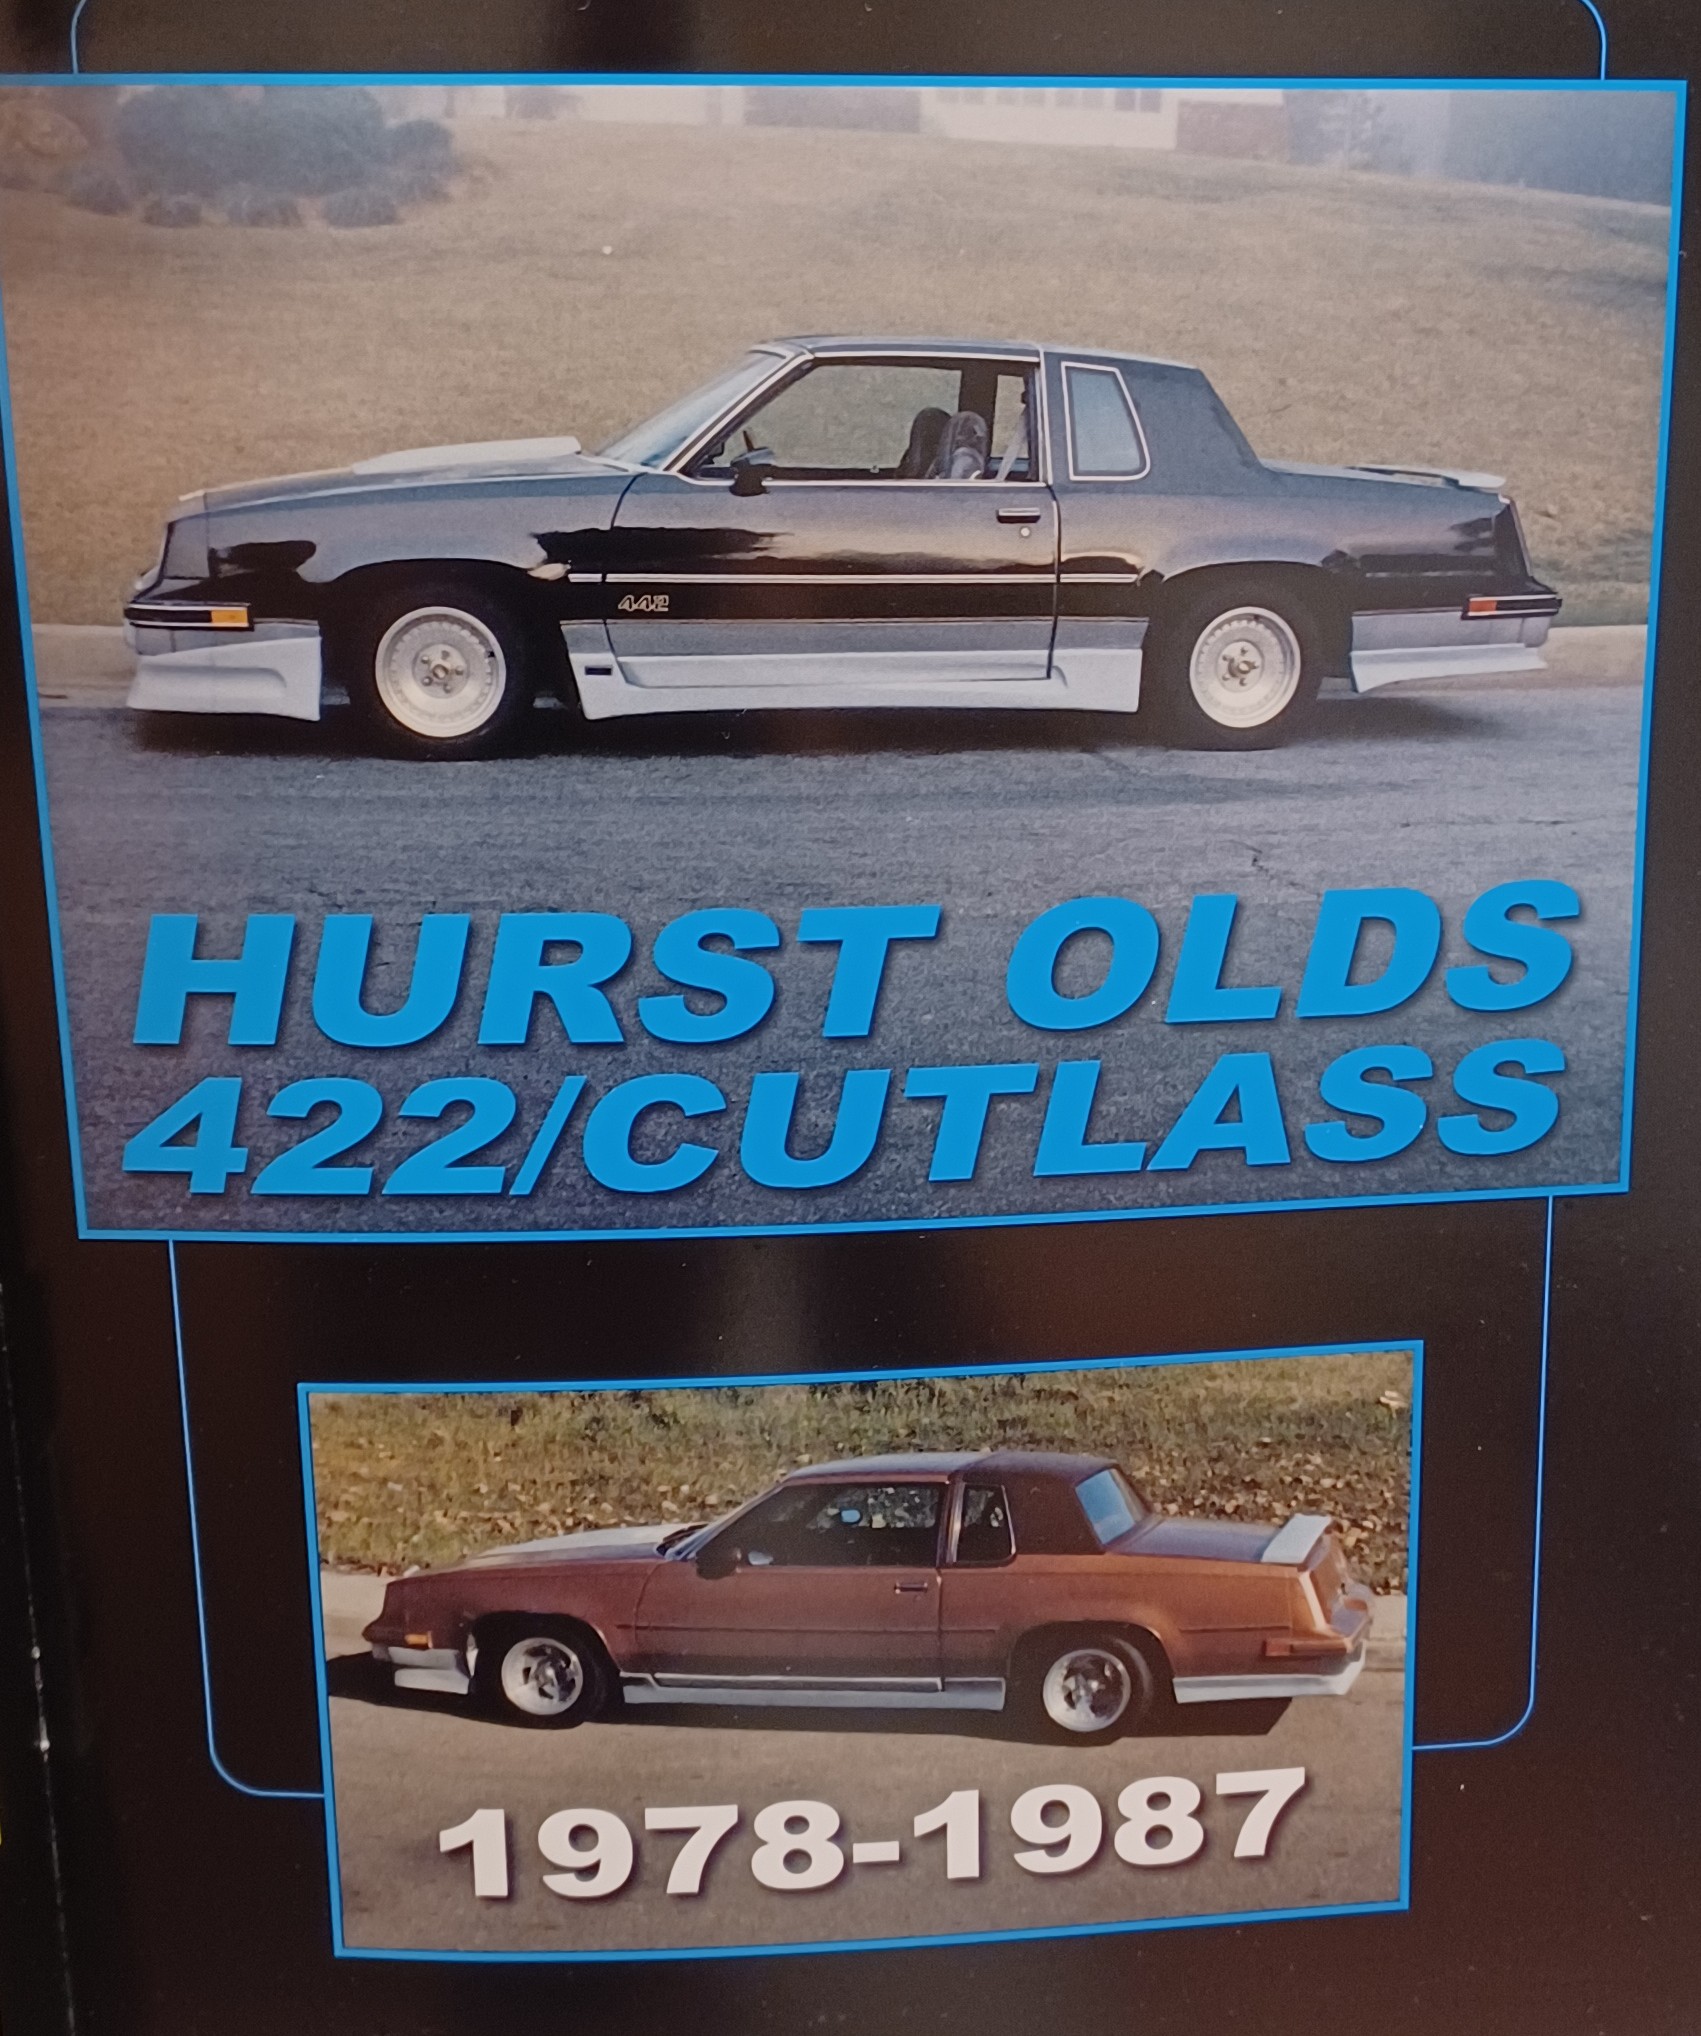 442
HURST OLDS
422/CUTLASS
1978-1987